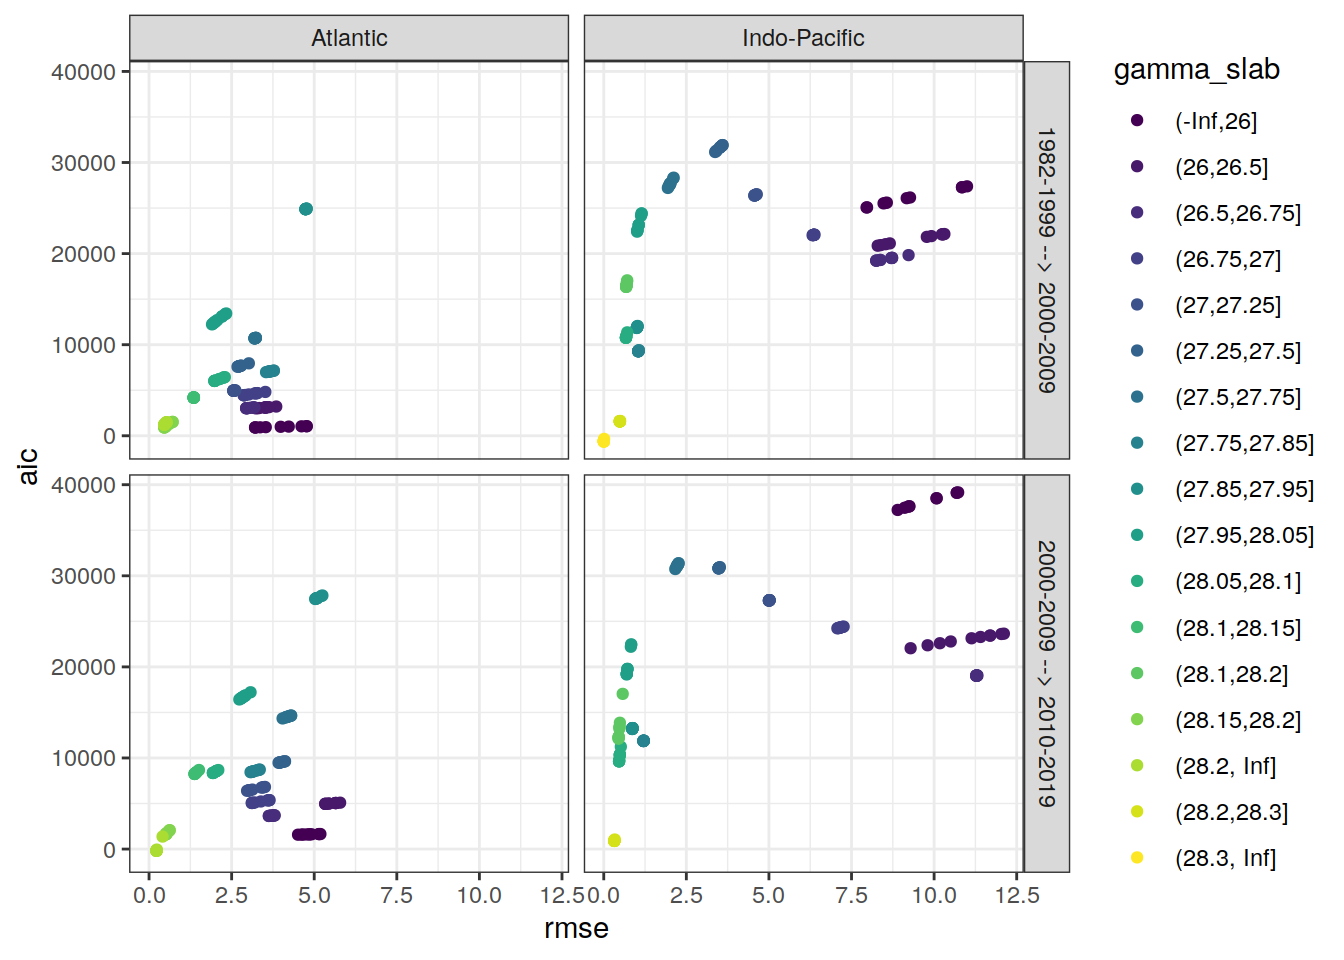 Atlantic
Indo-Pacific
1982-1999 --> 2000-2009
2000-2009 --> 2010-2019
aic
40000
30000
20000
10000
0
40000
30000
20000
10000
0
0.0 2.5 5.0 7.5 10.0 12.5
0.0 2.5 5.0 7.5 10.0 12.5
rmse
gamma_slab
(-Inf,26]
(26,26.5]
(26.5,26.75]
(26.75,27]
(27,27.25]
(27.25,27.5]
(27.5,27.75]
(27.75,27.85]
(27.85,27.95]
(27.95,28.05]
(28.05,28.1]
(28.1,28.15]
(28.1,28.2]
(28.15,28.2]
(28.2, Inf]
(28.2,28.3]
(28.3, Inf]